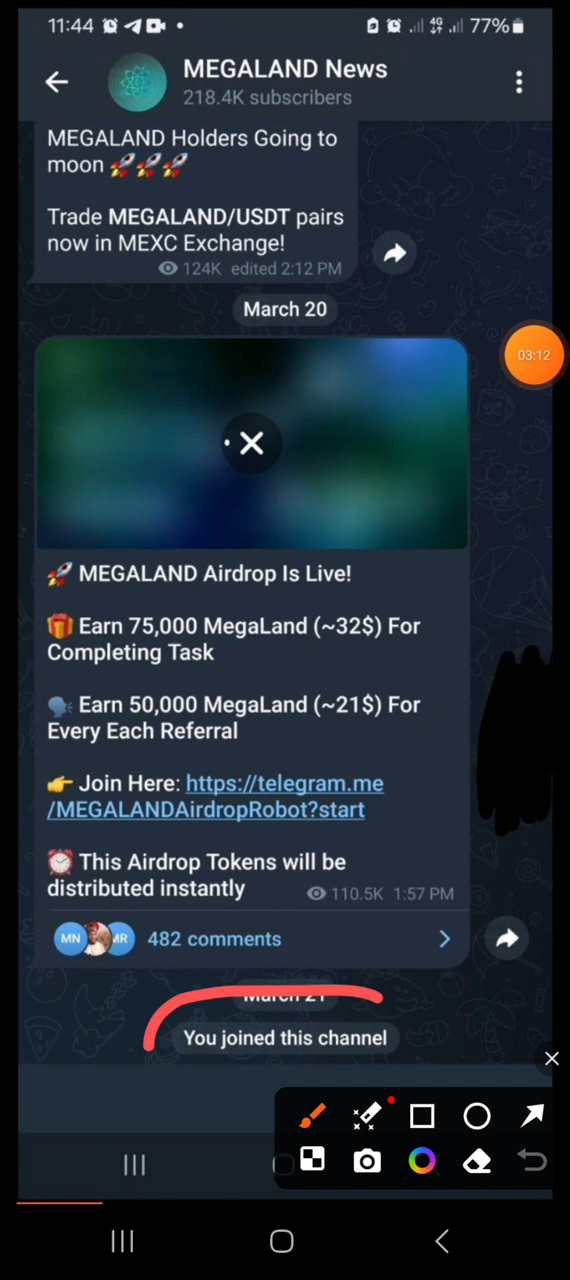 11:44 4G 77%
MEGALAND News
218.4K subscribers
MEGALAND Holders Going to
moon 🚀🚀🚀
Trade MEGALAND/USDT pairs
now in MEXC Exchange!
124K edited 2:12 PM
March 20
03:12
🚀 MEGALAND Airdrop Is Live!
🎁 Earn 75,000 MegaLand (~32$) For
Completing Task
🗣 Earn 50,000 MegaLand (~21$) For
Every Each Referral
👉 Join Here: https://telegram.me
/MEGALANDAirdropRobot?start
⏰ This Airdrop Tokens will be
distributed instantly 110.5K 1:57 PM
MN MR 482 comments
March 21
You joined this channel